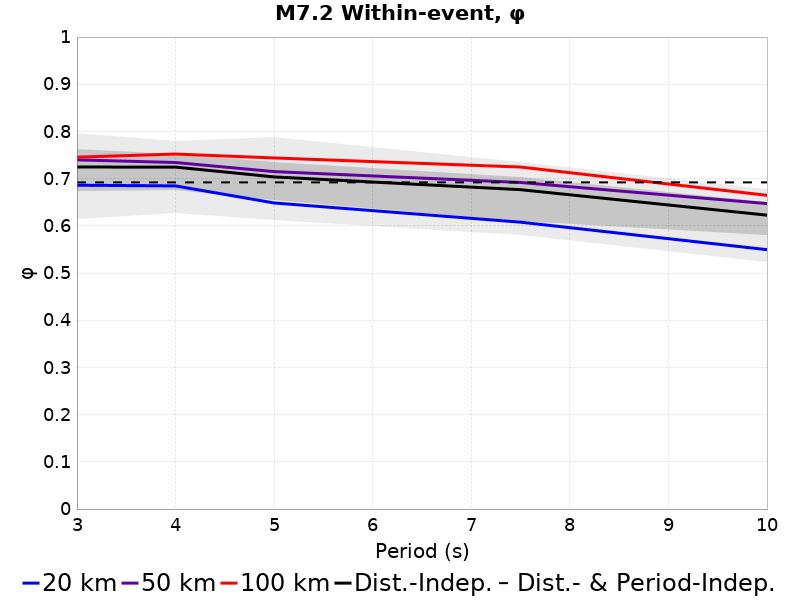 M7.2 Within-event, φ
1
0.9
0.8
0.7
0.6
0.5
0.4
0.3
0.2
0.1
0
φ
3 4 5 6 7 8 9 10
Period (s)
20 km 50 km 100 km Dist.-Indep. Dist.- & Period-Indep.